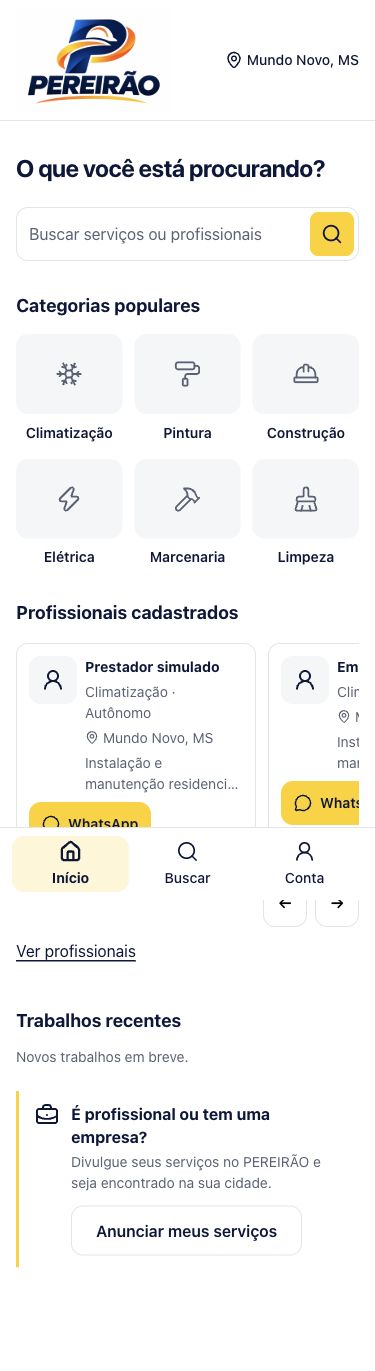 PEREIRÃO
Mundo Novo, MS
O que você está procurando?
Buscar serviços ou profissionais
Categorias populares
Climatização
Pintura
Construção
Elétrica
Marcenaria
Limpeza
Profissionais cadastrados
Prestador simulado
Climatização ·
Autônomo
Mundo Novo, MS
Instalação e
manutenção residenci...
WhatsApp
Início
Buscar
Conta
Ver profissionais
Trabalhos recentes
Novos trabalhos em breve.
É profissional ou tem uma
empresa?
Divulgue seus serviços no PEREIRÃO e
seja encontrado na sua cidade.
Anunciar meus serviços